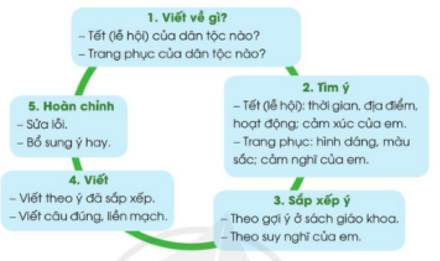 1. Viết về gì?
– Tết (lễ hội) của dân tộc nào?
– Trang phục của dân tộc nào?
2. Tìm ý
– Tết (lễ hội): thời gian, địa điểm,
hoạt động; cảm xúc của em.
– Trang phục: hình dáng, màu
sắc; cảm nghĩ của em.
3. Sắp xếp ý
– Theo gợi ý ở sách giáo khoa.
– Theo suy nghĩ của em.
4. Viết
– Viết theo ý đã sắp xếp.
– Viết câu đúng, liền mạch.
5. Hoàn chỉnh
– Sửa lỗi.
– Bổ sung ý hay.